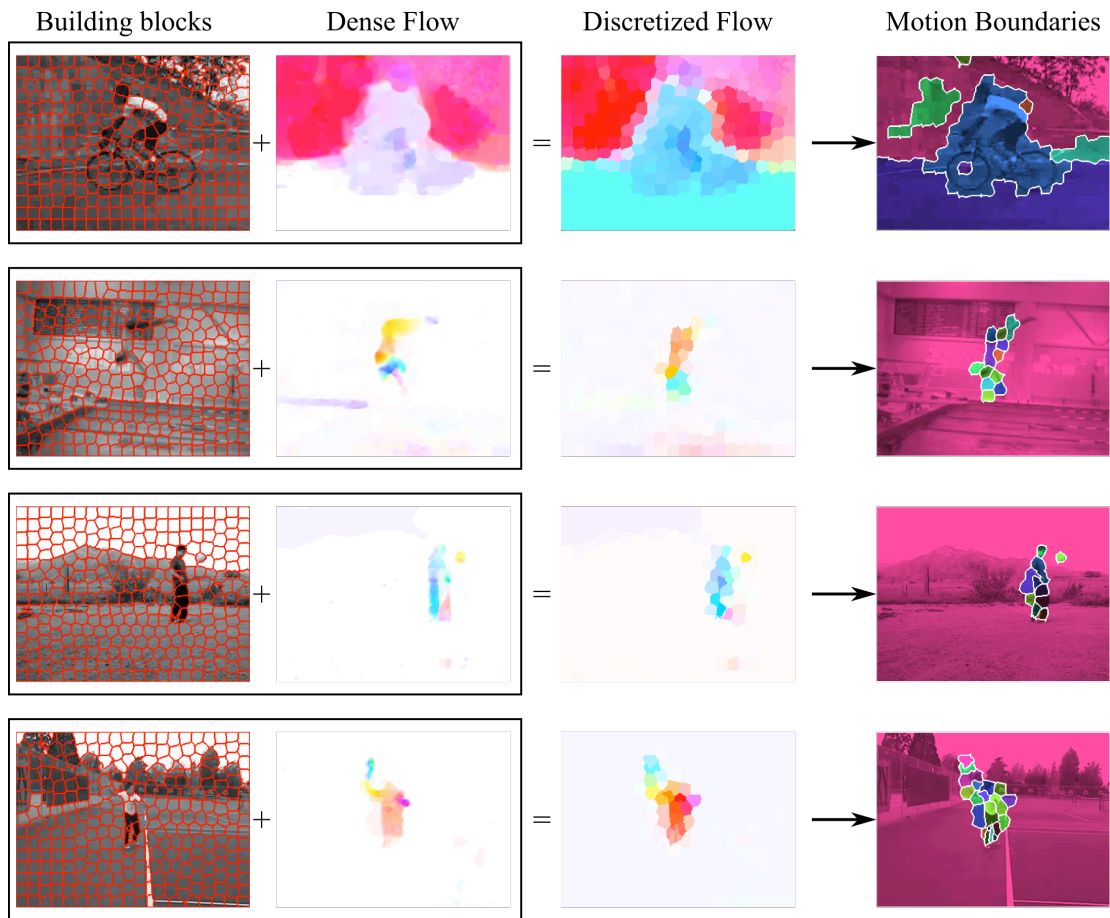 Building blocks
Dense Flow
Discretized Flow
Motion Boundaries
+ =
+ =
+ =
+ =